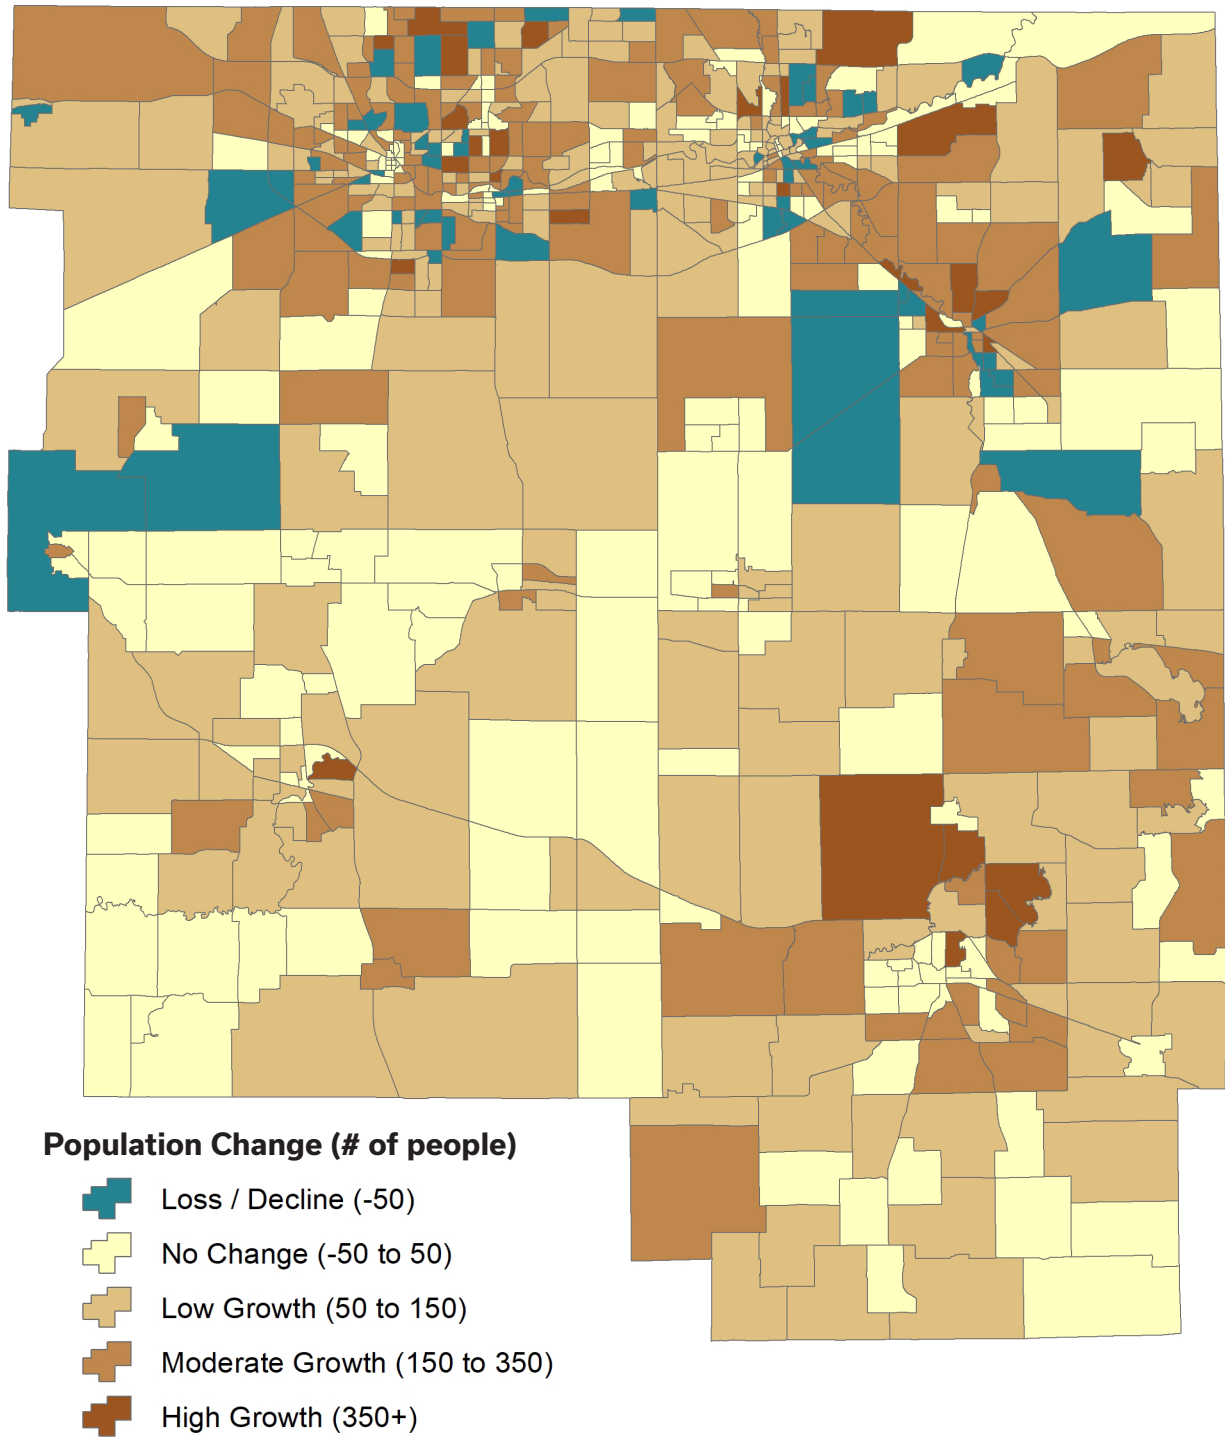 Population Change (# of people)
Loss / Decline (-50)
No Change (-50 to 50)
Low Growth (50 to 150)
Moderate Growth (150 to 350)
High Growth (350+)